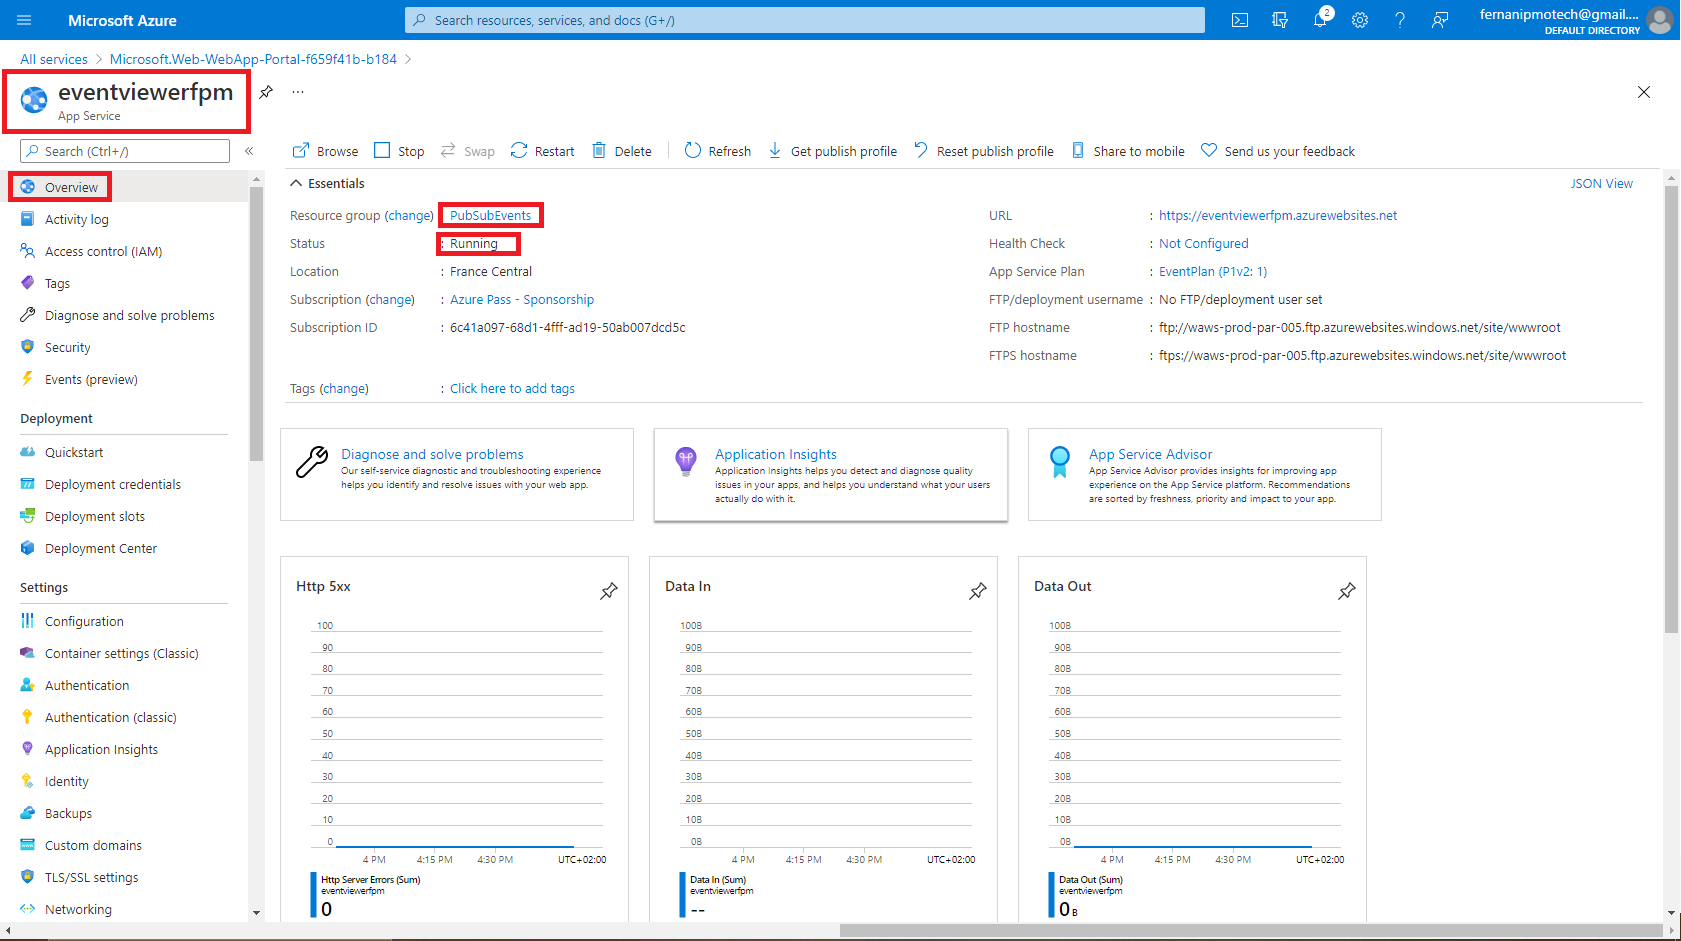 Microsoft Azure
Search resources, services, and docs (G+/)
2
fernanipmotech@gmail....
DEFAULT DIRECTORY
All services > Microsoft.Web-WebApp-Portal-f659f41b-b184 >
eventviewerfpm
App Service
...
Search (Ctrl+/)
«
Overview
Activity log
Access control (IAM)
Tags
Diagnose and solve problems
Security
Events (preview)
Deployment
Quickstart
Deployment credentials
Deployment slots
Deployment Center
Settings
Configuration
Container settings (Classic)
Authentication
Authentication (classic)
Application Insights
Identity
Backups
Custom domains
TLS/SSL settings
Networking
Browse Stop Swap Restart Delete Refresh Get publish profile Reset publish profile Share to mobile Send us your feedback
Essentials
JSON View
Resource group (change) PubSubEvents
Status : Running
Location : France Central
Subscription (change) : Azure Pass - Sponsorship
Subscription ID : 6c41a097-68d1-4fff-ad19-50ab007dcd5c
URL : https://eventviewerfpm.azurewebsites.net
Health Check : Not Configured
App Service Plan : EventPlan (P1v2: 1)
FTP/deployment username : No FTP/deployment user set
FTP hostname : ftp://waws-prod-par-005.ftp.azurewebsites.windows.net/site/wwwroot
FTPS hostname : ftps://waws-prod-par-005.ftp.azurewebsites.windows.net/site/wwwroot
Tags (change) : Click here to add tags
Diagnose and solve problems
Our self-service diagnostic and troubleshooting experience
helps you identify and resolve issues with your web app.
Application Insights
Application Insights helps you detect and diagnose quality
issues in your apps, and helps you understand what your users
actually do with it.
App Service Advisor
App Service Advisor provides insights for improving app
experience on the App Service platform. Recommendations
are sorted by freshness, priority and impact to your app.
Http 5xx
100
90
80
70
60
50
40
30
20
10
0
4 PM 4:15 PM 4:30 PM UTC+02:00
Http Server Errors (Sum)
eventviewerfpm
0
Data In
100B
90B
80B
70B
60B
50B
40B
30B
20B
10B
0B
4 PM 4:15 PM 4:30 PM UTC+02:00
Data In (Sum)
eventviewerfpm
--
Data Out
100B
90B
80B
70B
60B
50B
40B
30B
20B
10B
0B
4 PM 4:15 PM 4:30 PM UTC+02:00
Data Out (Sum)
eventviewerfpm
0 B